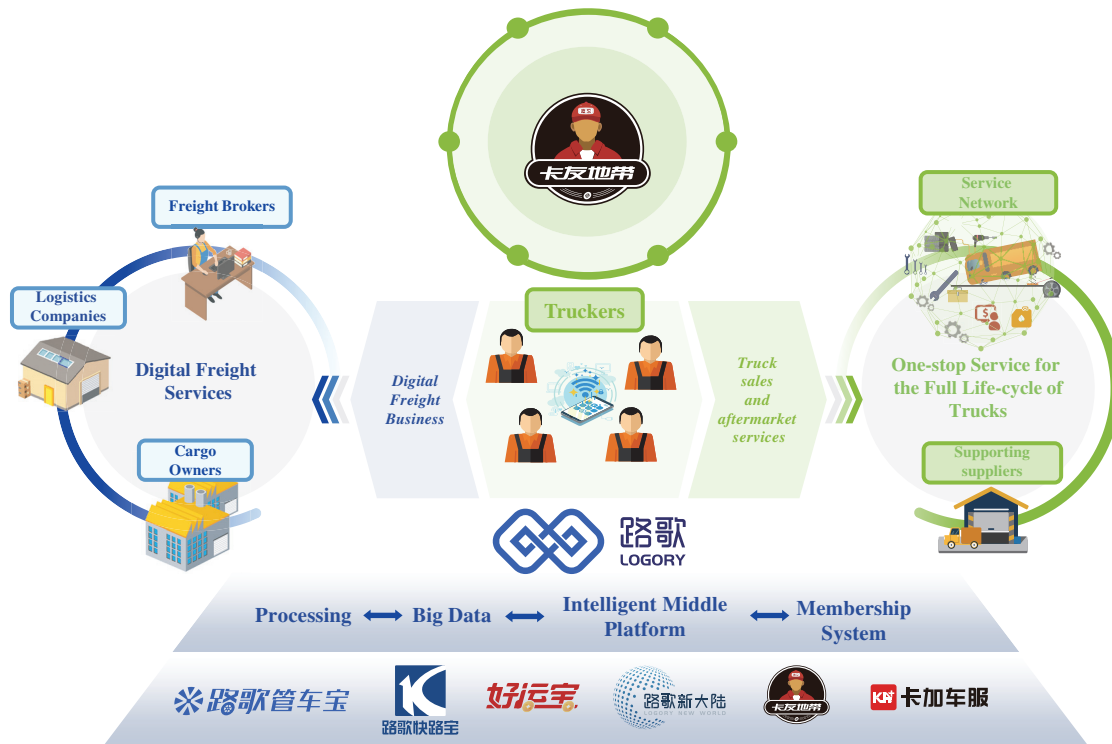 卡友地带
Freight Brokers
Service
Network
Logistics
Companies
Truckers
Digital Freight
Services
Digital
Freight
Business
Truck
sales
and
aftermarket
services
One-stop Service for
the Full Life-cycle of
Trucks
Cargo
Owners
Supporting
suppliers
路歌
LOGORY
Processing
Big Data
Intelligent Middle
Platform
Membership
System
路歌管车宝
路歌快路宝
好运宝
路歌新大陆
LOGORY NEW WORLD
卡友地带
卡加车服